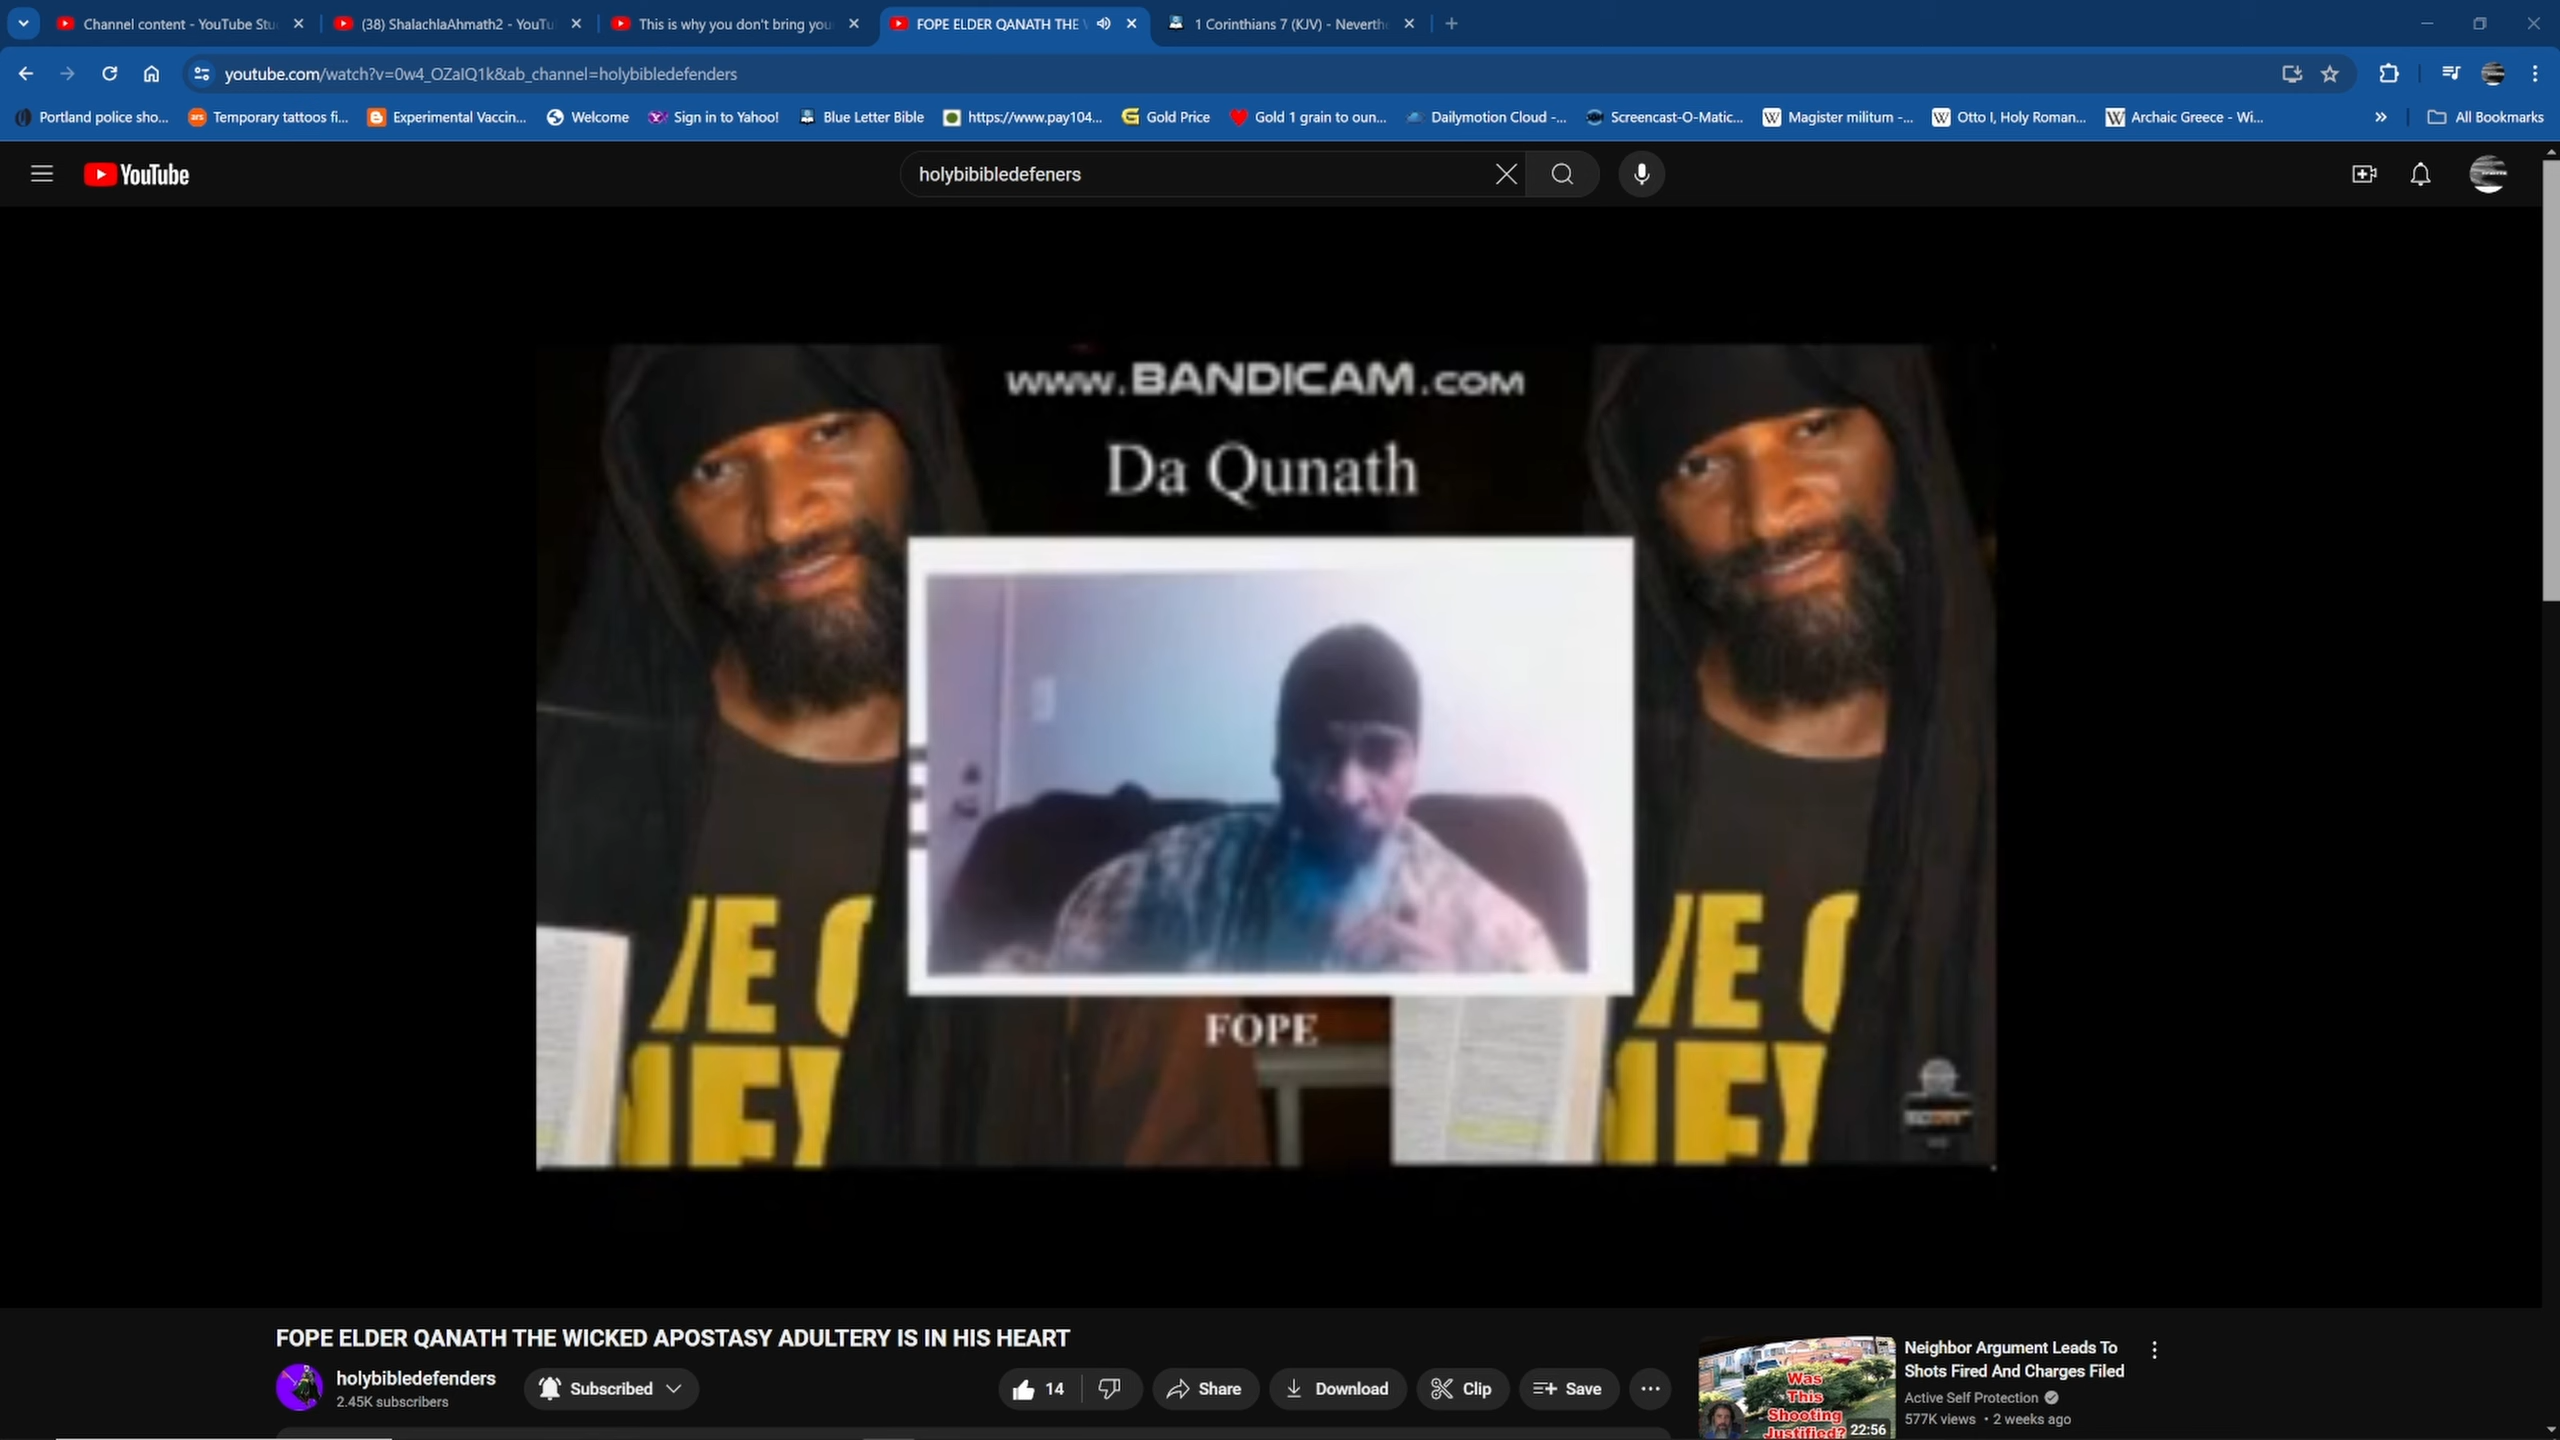 Channel content - YouTube Stu
(38) ShalachlaAhmath2 - YouTu
This is why you don't bring you
FOPE ELDER QANATH THE
1 Corinthians 7 (KJV) - Neverthe
youtube.com/watch?v=0w4_OZaIQ1k&ab_channel=holybibledefenders
Portland police sho...
Temporary tattoos fi...
Experimental Vaccin...
Welcome
Sign in to Yahoo!
Blue Letter Bible
https://www.pay104...
Gold Price
Gold 1 grain to oun...
Dailymotion Cloud -...
Screencast-O-Matic...
Magister militum -...
Otto I, Holy Roman...
Archaic Greece - Wi...
»
All Bookmarks
YouTube
holybibibledefeners
www.BANDICAM.COM
Da Qunath
FOPE
FOPE ELDER QANATH THE WICKED APOSTASY ADULTERY IS IN HIS HEART
holybibledefenders
2.45K subscribers
Subscribed
14
Share
Download
Clip
Save
Was
This
Shooting
Justified?
22:56
Neighbor Argument Leads To
Shots Fired And Charges Filed
Active Self Protection
577K views • 2 weeks ago